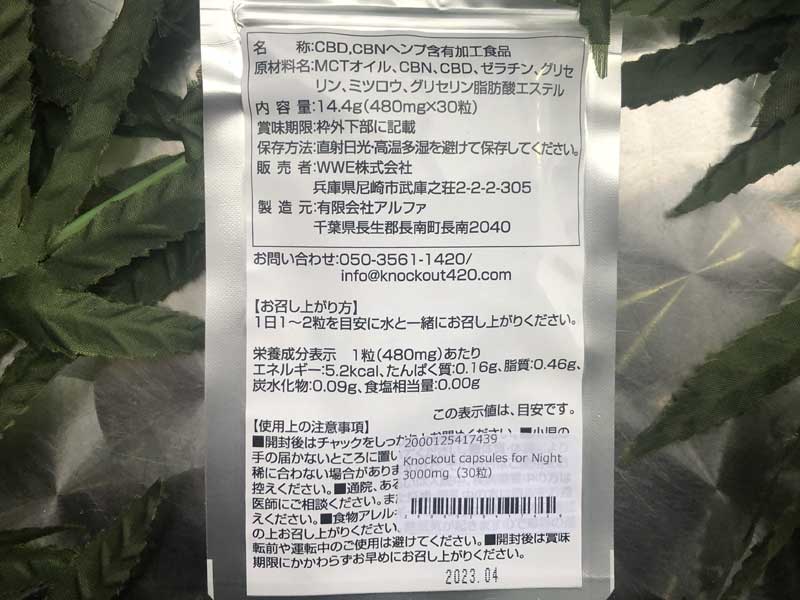 名　称:CBD,CBNヘンプ含有加工食品
原材料名:MCTオイル、CBN、CBD、ゼラチン、グリセ
リン、ミツロウ、グリセリン脂肪酸エステル
内 容 量:14.4g(480mg×30粒)
賞味期限:枠外下部に記載
保存方法:直射日光・高温多湿を避けて保存してください。
販 売 者:WWE株式会社
兵庫県尼崎市武庫之荘2-2-2-305
製 造 元:有限会社アルファ
千葉県長生郡長南町長南2040
お問い合わせ:050-3561-1420/
info@knockout420.com
【お召し上がり方】
1日1～2粒を目安に水と一緒にお召し上がりください。
栄養成分表示　1粒(480mg)あたり
エネルギー:5.2kcal、たんぱく質:0.16g、脂質:0.46g、
炭水化物:0.09g、食塩相当量:0.00g
この表示値は、目安です。
【使用上の注意事項】
■開封後はチャックをしっ
手の届かないところに置い
稀に合わない場合があり
控えください。■通院、あ
医師にご相談ください。ま
えください。■食物アレル
の上お召し上がりください
転前や運転中のご使用は避けてください。■開封後は賞味
期限にかかわらずお早めにお召し上がりください。
2000125417439
Knockout capsules for Night
3000mg（30粒）
2023.04